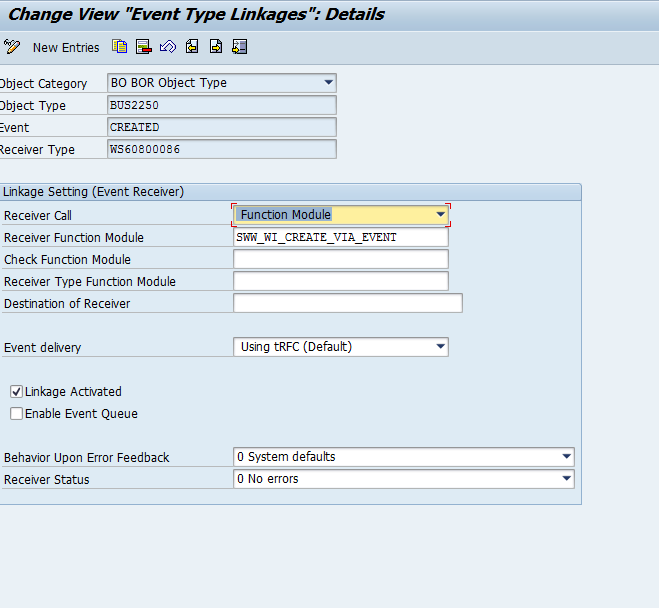 Change View "Event Type Linkages": Details
New Entries
Object Category BO BOR Object Type
Object Type BUS2250
Event CREATED
Receiver Type WS60800086
Linkage Setting (Event Receiver)
Receiver Call Function Module
Receiver Function Module SWW_WI_CREATE_VIA_EVENT
Check Function Module
Receiver Type Function Module
Destination of Receiver
Event delivery Using tRFC (Default)
Linkage Activated
Enable Event Queue
Behavior Upon Error Feedback 0 System defaults
Receiver Status 0 No errors